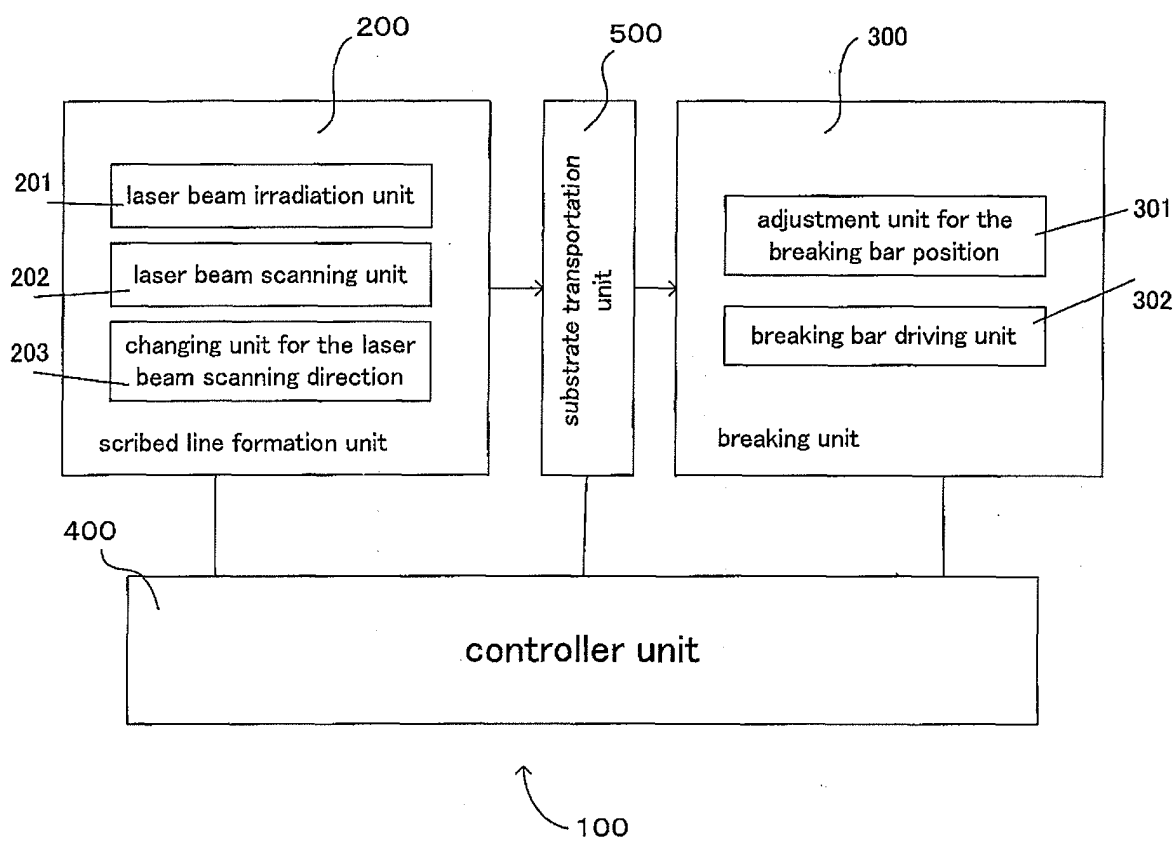 200
500
300
201
laser beam irradiation unit
202
laser beam scanning unit
203
changing unit for the laser
beam scanning direction
scribed line formation unit
substrate transportation
unit
301
adjustment unit for the
breaking bar position
302
breaking bar driving unit
breaking unit
400
controller unit
100